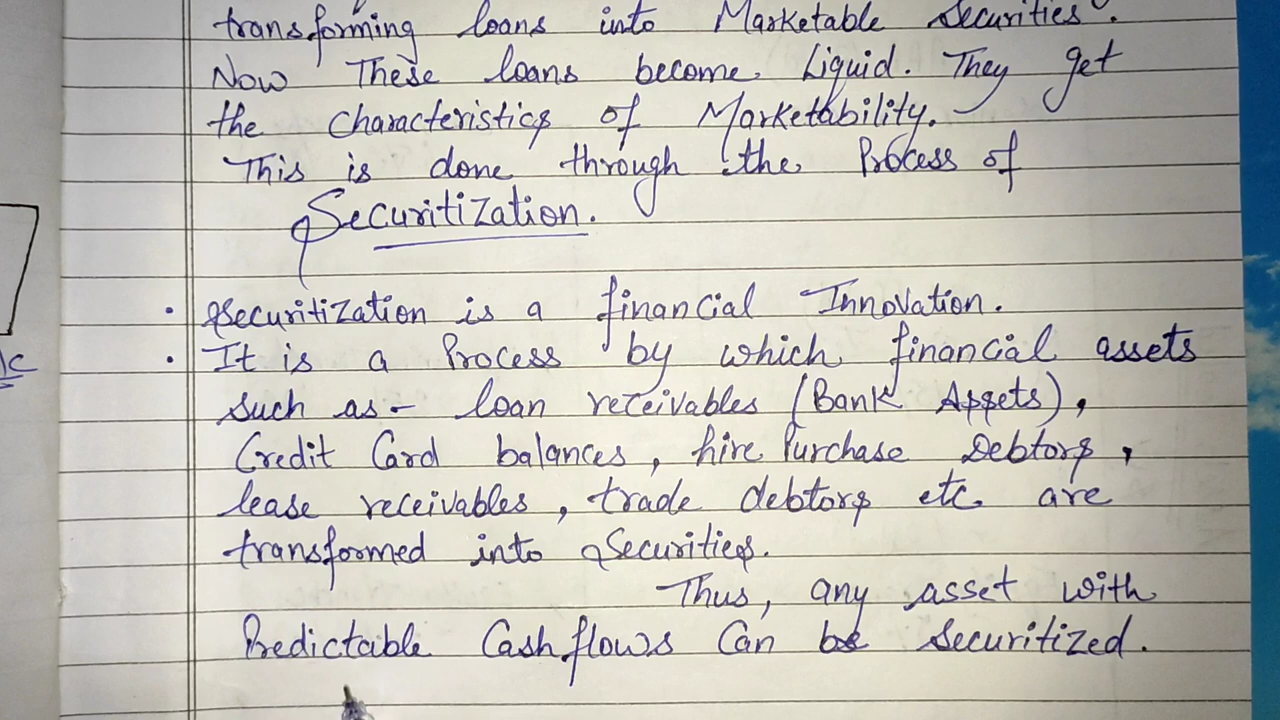 transforming loans into Marketable Securities.
Now These loans become Liquid. They get
the characteristics of Marketability.
This is done through the Process of
Securitization.
• Securitization is a financial Innovation.
• It is a Process by which financial assets
such as - loan receivables (Bank Assets),
Credit Card balances, hire Purchase Debtors,
lease receivables, trade debtors etc are
transformed into Securities.
Thus, any asset with
Predictable Cash flows Can be Securitized.